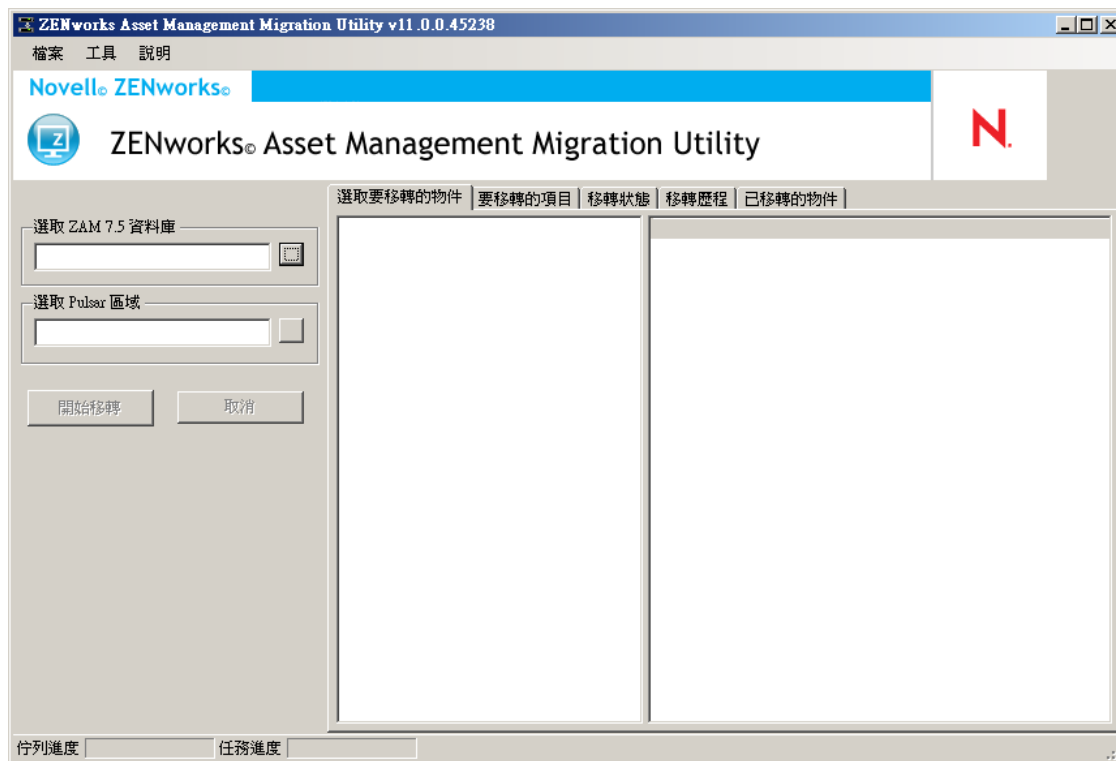 ZENworks Asset Management Migration Utility v11.0.0.45238
檔案 工具 說明
Novell© ZENworks©
ZENworks© Asset Management Migration Utility
N.
選取要移轉的物件 要移轉的項目 移轉狀態 移轉歷程 已移轉的物件
選取 ZAM 7.5 資料庫
選取 Pulsar 區域
開始移轉 取消
佇列進度 任務進度